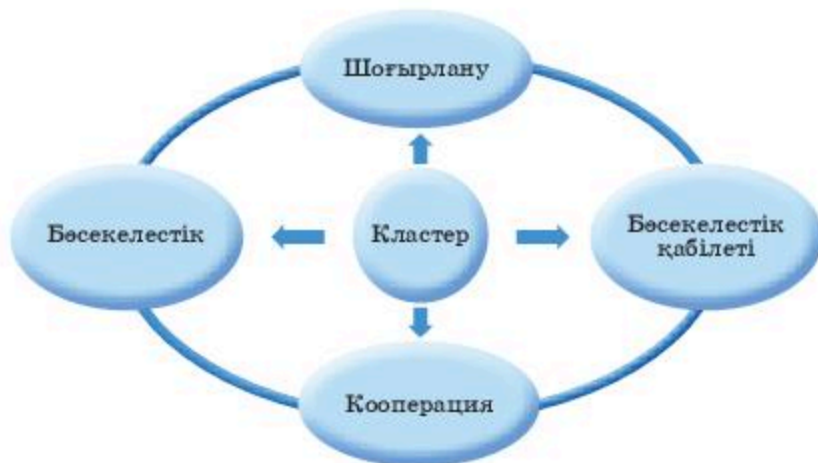 Шоғырлану
Бәсекелестік
Кластер
Бәсекелестік
қабілеті
Кооперация